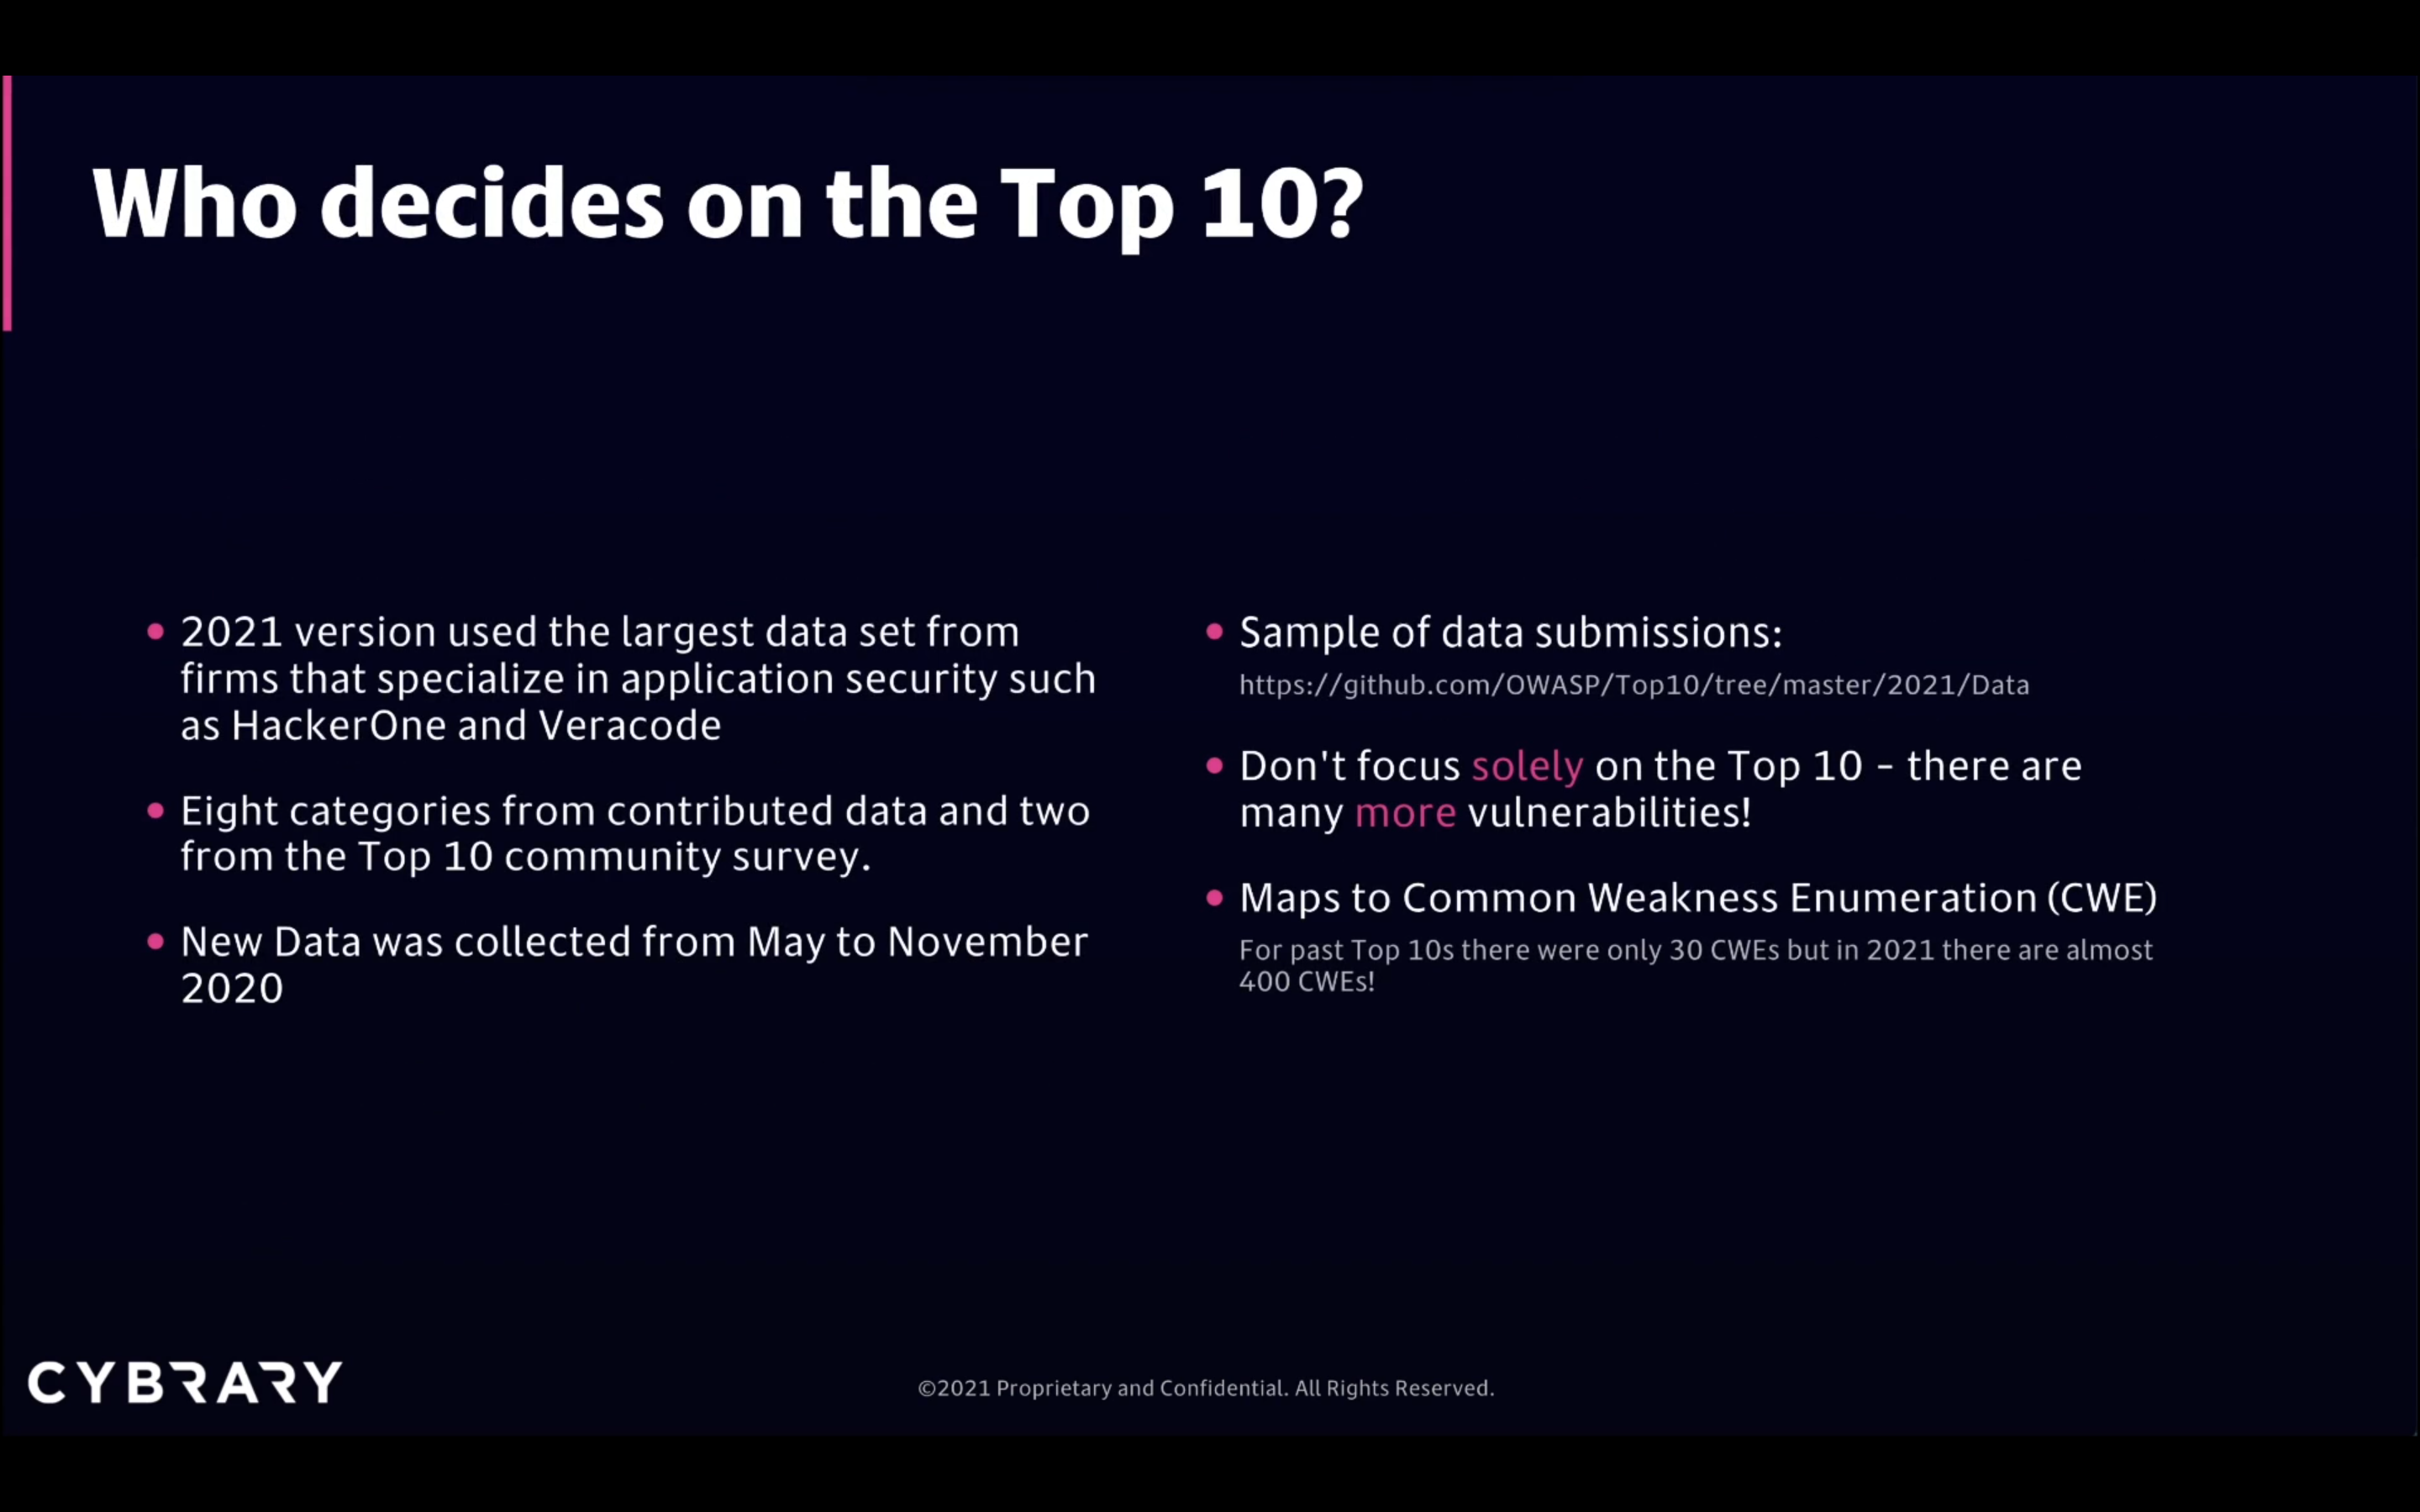 Who decides on the Top 10?
2021 version used the largest data set from
firms that specialize in application security such
as HackerOne and Veracode
Eight categories from contributed data and two
from the Top 10 community survey.
New Data was collected from May to November
2020
Sample of data submissions:
https://github.com/OWASP/Top10/tree/master/2021/Data
Don't focus solely on the Top 10 - there are
many more vulnerabilities!
Maps to Common Weakness Enumeration (CWE)
For past Top 10s there were only 30 CWEs but in 2021 there are almost
400 CWEs!
CYBRARY
©2021 Proprietary and Confidential. All Rights Reserved.